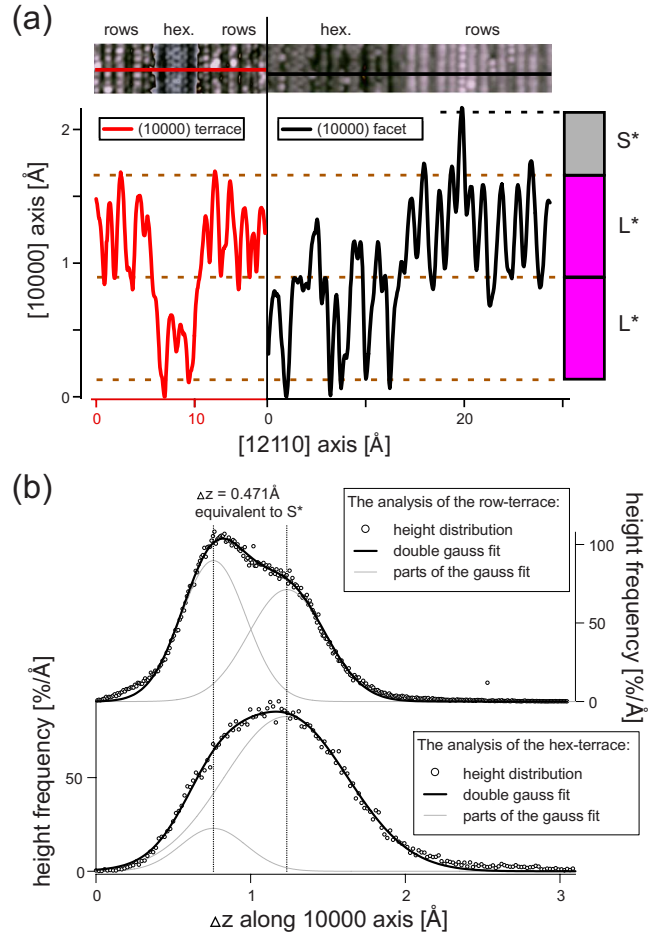 (a)
rows hex. rows hex. rows
2
1
0
[10000] axis [Å]
(10000) terrace
(10000) facet
S*
L*
L*
0 10 0 20
[12110] axis [Å]
(b)
Δz = 0.471Å
equivalent to S*
The analysis of the row-terrace:
height distribution
double gauss fit
parts of the gauss fit
100
50
0
height frequency [%/Å]
The analysis of the hex-terrace:
height distribution
double gauss fit
parts of the gauss fit
50
0
height frequency [%/Å]
0 1 2 3
Δz along 10000 axis [Å]